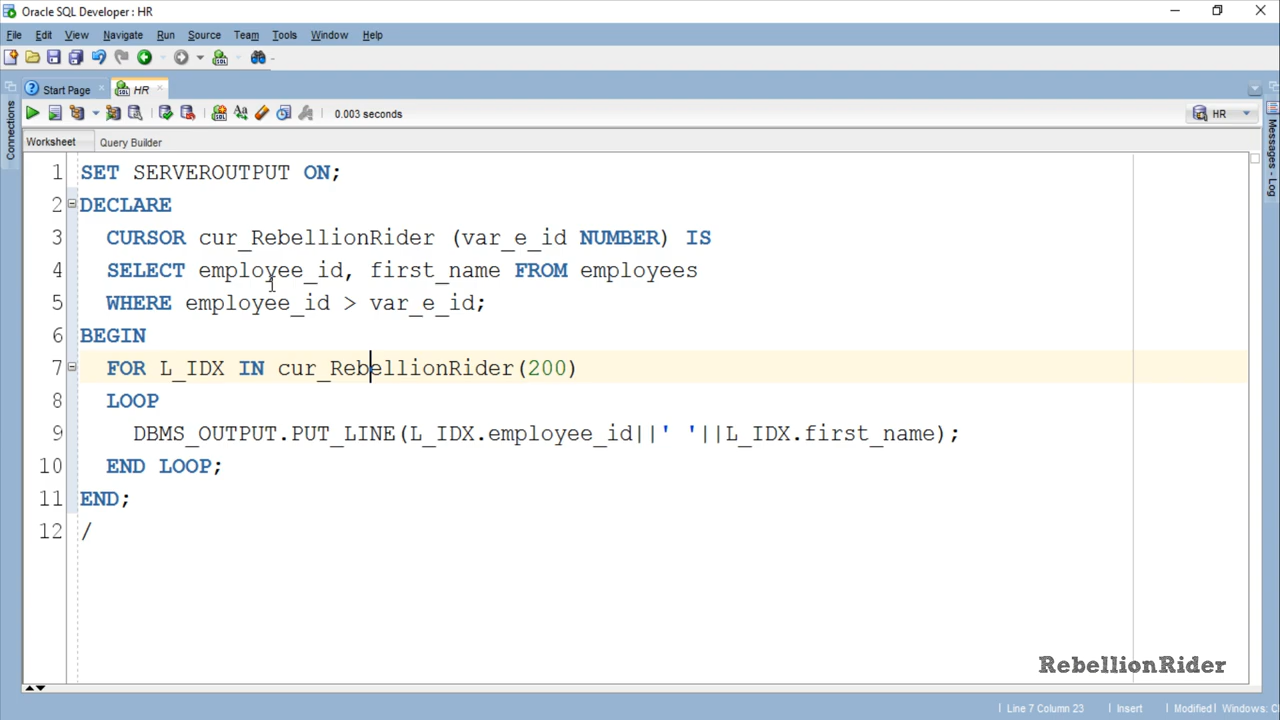 Oracle SQL Developer : HR
File Edit View Navigate Run Source Team Tools Window Help
Start Page HR
0.003 seconds HR
Connections
Messages - Log
Worksheet Query Builder
1 SET SERVEROUTPUT ON;
2 DECLARE
3 CURSOR cur_RebellionRider (var_e_id NUMBER) IS
4 SELECT employee_id, first_name FROM employees
5 WHERE employee_id > var_e_id;
6 BEGIN
7 FOR L_IDX IN cur_RebellionRider(200)
8 LOOP
9 DBMS_OUTPUT.PUT_LINE(L_IDX.employee_id||' '||L_IDX.first_name);
10 END LOOP;
11 END;
12 /
RebellionRider
Line 7 Column 23 | Insert | Modified | Windows: C